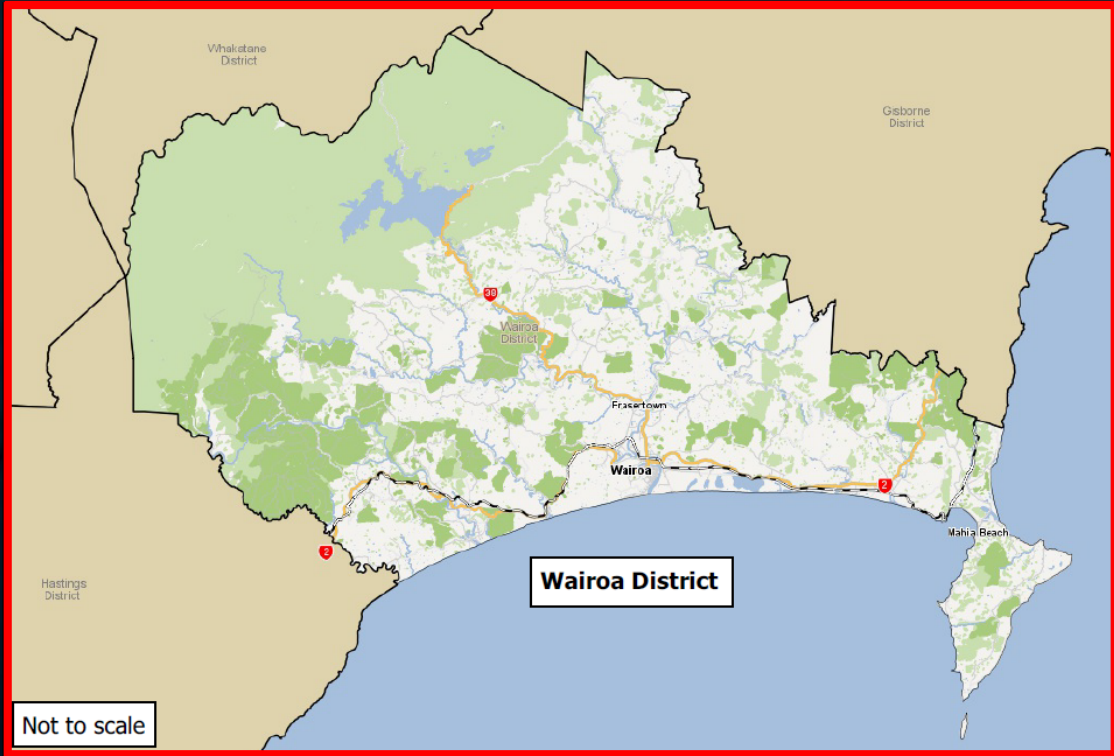 Whakatane
District
Gisborne
District
38
Wairoa
District
Frasertown
Wairoa
2
Mahia Beach
2
Wairoa District
Hastings
District
Not to scale